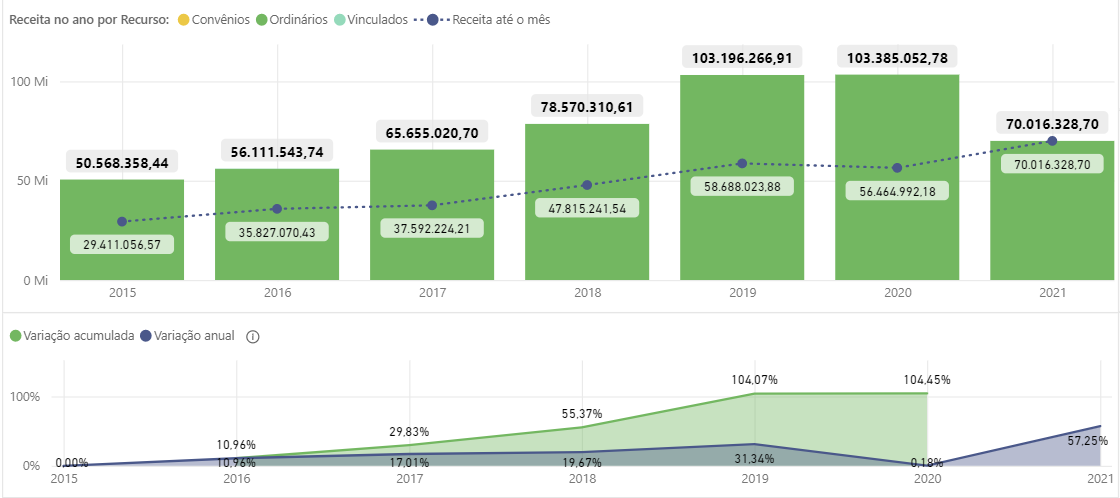 Receita no ano por Recurso: Convênios Ordinários Vinculados Receita até o mês
103.196.266,91 103.385.052,78
100 Mi
78.570.310,61
70.016.328,70
65.655.020,70
56.111.543,74
50.568.358,44
70.016.328,70
50 Mi
58.688.023,88
56.464.992,18
47.815.241,54
37.592.224,21
35.827.070,43
29.411.056,57
0 Mi
2015 2016 2017 2018 2019 2020 2021
Variação acumulada Variação anual
104,07% 104,45%
100%
55,37%
29,83%
10,96%
57,25%
0% 0,00% 10,96% 17,01% 19,67% 31,34% 0,18%
2015 2016 2017 2018 2019 2020 2021